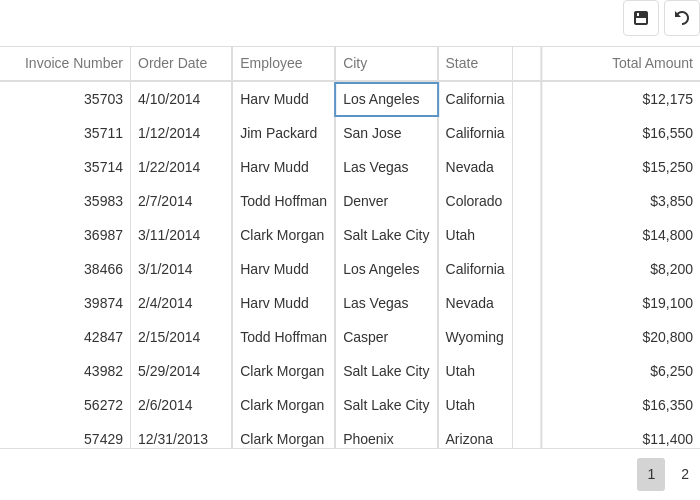 Invoice Number Order Date Employee City State Total Amount
35703 4/10/2014 Harv Mudd Los Angeles California $12,175
35711 1/12/2014 Jim Packard San Jose California $16,550
35714 1/22/2014 Harv Mudd Las Vegas Nevada $15,250
35983 2/7/2014 Todd Hoffman Denver Colorado $3,850
36987 3/11/2014 Clark Morgan Salt Lake City Utah $14,800
38466 3/1/2014 Harv Mudd Los Angeles California $8,200
39874 2/4/2014 Harv Mudd Las Vegas Nevada $19,100
42847 2/15/2014 Todd Hoffman Casper Wyoming $20,800
43982 5/29/2014 Clark Morgan Salt Lake City Utah $6,250
56272 2/6/2014 Clark Morgan Salt Lake City Utah $16,350
57429 12/31/2013 Clark Morgan Phoenix Arizona $11,400
1 2